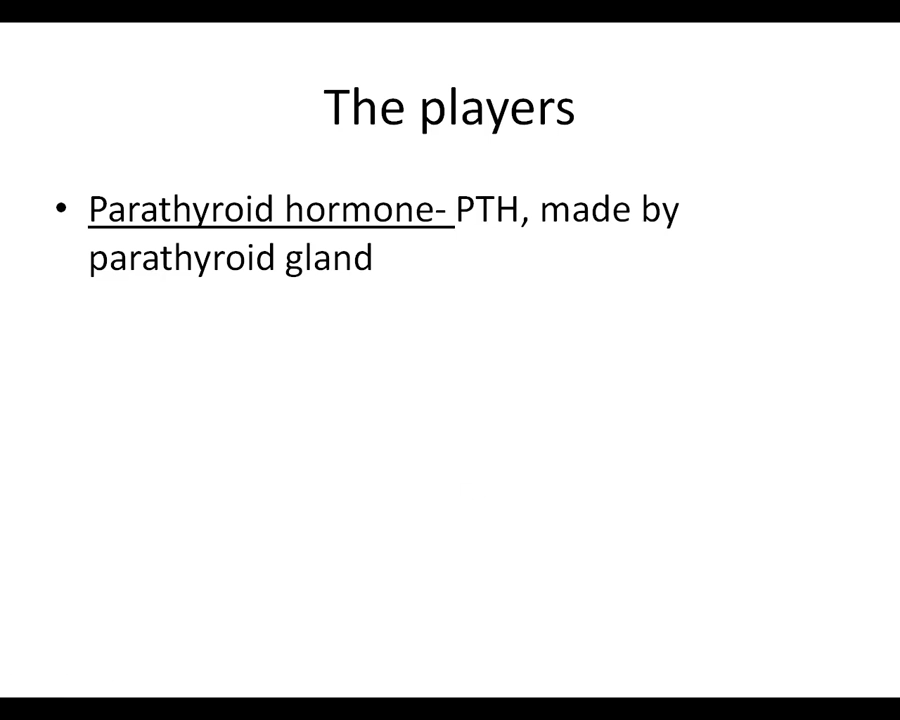 The players
• Parathyroid hormone- PTH, made by
parathyroid gland